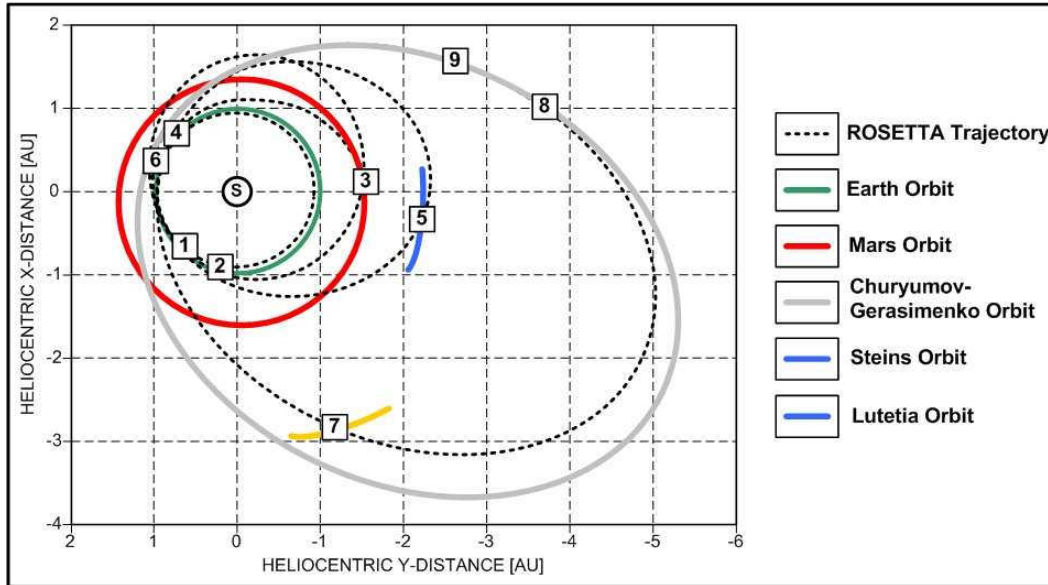 2
1
0
-1
-2
-3
-4
2
1
0
-1
-2
-3
-4
-5
-6
HELIOCENTRIC X-DISTANCE [AU]
HELIOCENTRIC Y-DISTANCE [AU]
9
8
4
6
S
3
5
1
2
7
ROSETTA Trajectory
Earth Orbit
Mars Orbit
Churyumov-
Gerasimenko Orbit
Steins Orbit
Lutetia Orbit